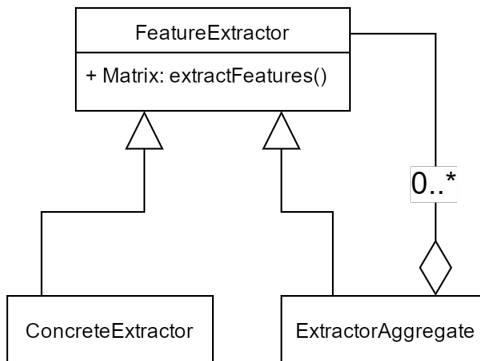 FeatureExtractor
+ Matrix: extractFeatures()
0..*
ConcreteExtractor
ExtractorAggregate